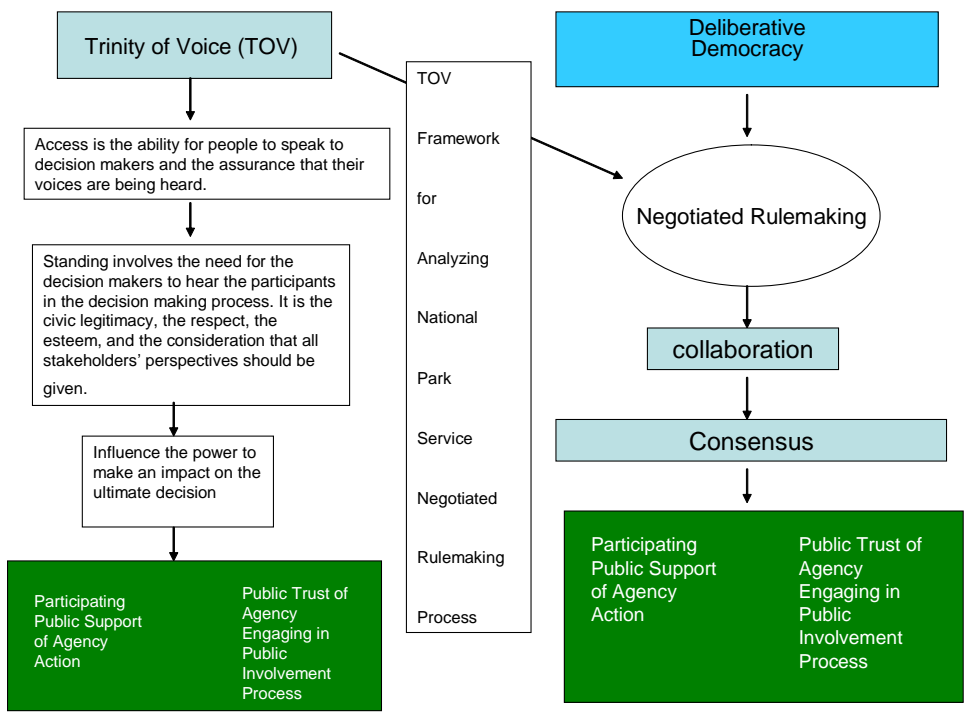 Trinity of Voice (TOV)
Access is the ability for people to speak to
decision makers and the assurance that their
voices are being heard.
Standing involves the need for the
decision makers to hear the participants
in the decision making process. It is the
civic legitimacy, the respect, the
esteem, and the consideration that all
stakeholders’ perspectives should be
given.
Influence the power to
make an impact on the
ultimate decision
Participating
Public Support
of Agency
Action
Public Trust of
Agency
Engaging in
Public
Involvement
Process
TOV
Framework
for
Analyzing
National
Park
Service
Negotiated
Rulemaking
Process
Deliberative
Democracy
Negotiated Rulemaking
collaboration
Consensus
Participating
Public Support
of Agency
Action
Public Trust of
Agency
Engaging in
Public
Involvement
Process